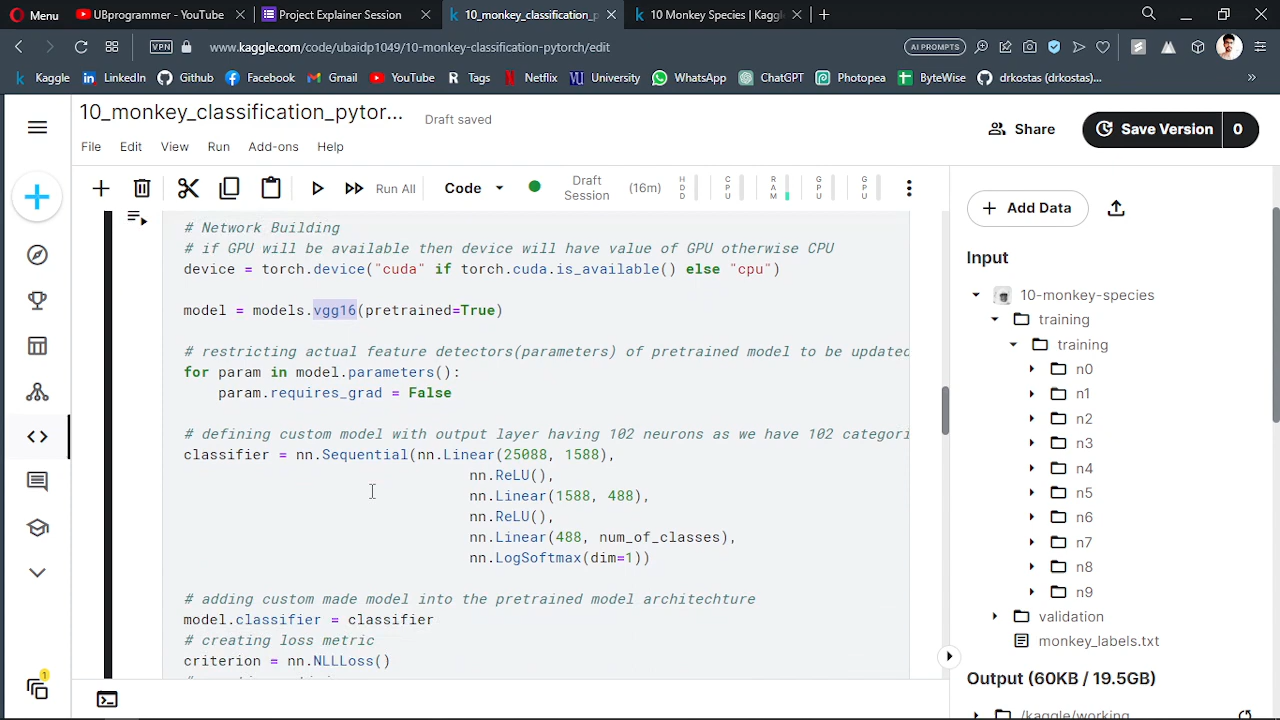 Menu
UBprogrammer - YouTube
Project Explainer Session
10_monkey_classification_p
10 Monkey Species | Kaggl
VPN
www.kaggle.com/code/ubaidp1049/10-monkey-classification-pytorch/edit
AI PROMPTS
Kaggle
LinkedIn
Github
Facebook
Gmail
YouTube
R Tags
Netflix
University
WhatsApp
ChatGPT
Photopea
ByteWise
drkostas (drkostas)...
»
10_monkey_classification_pytor...
Draft saved
File Edit View Run Add-ons Help
Share
Save Version
0
Run All
Code
Draft Session
(16m)
HDD
CPU
RAM
GPU
GPU
# Network Building
# if GPU will be available then device will have value of GPU otherwise CPU
device = torch.device("cuda" if torch.cuda.is_available() else "cpu")
model = models.vgg16(pretrained=True)
# restricting actual feature detectors(parameters) of pretrained model to be updated
for param in model.parameters():
param.requires_grad = False
# defining custom model with output layer having 102 neurons as we have 102 categori
classifier = nn.Sequential(nn.Linear(25088, 1588),
nn.ReLU(),
nn.Linear(1588, 488),
nn.ReLU(),
nn.Linear(488, num_of_classes),
nn.LogSoftmax(dim=1))
# adding custom made model into the pretrained model architechture
model.classifier = classifier
# creating loss metric
criterion = nn.NLLLoss()
Add Data
Input
10-monkey-species
training
training
n0
n1
n2
n3
n4
n5
n6
n7
n8
n9
validation
monkey_labels.txt
Output (60KB / 19.5GB)
/kaggle/working
1